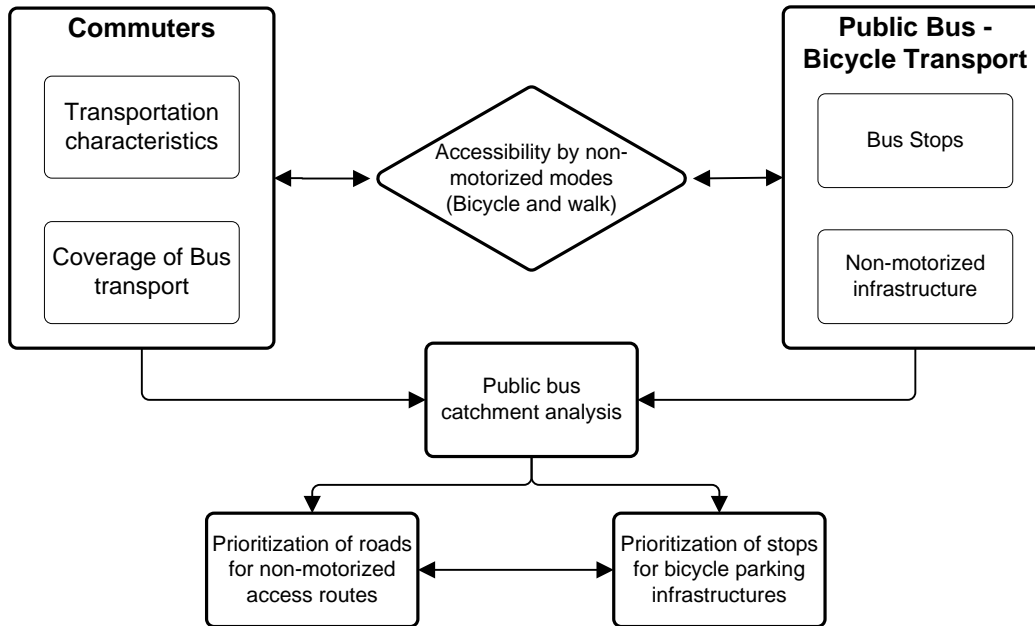 Commuters
Transportation
characteristics
Coverage of Bus
transport
Accessibility by non-
motorized modes
(Bicycle and walk)
Public Bus -
Bicycle Transport
Bus Stops
Non-motorized
infrastructure
Public bus
catchment analysis
Prioritization of roads
for non-motorized
access routes
Prioritization of stops
for bicycle parking
infrastructures